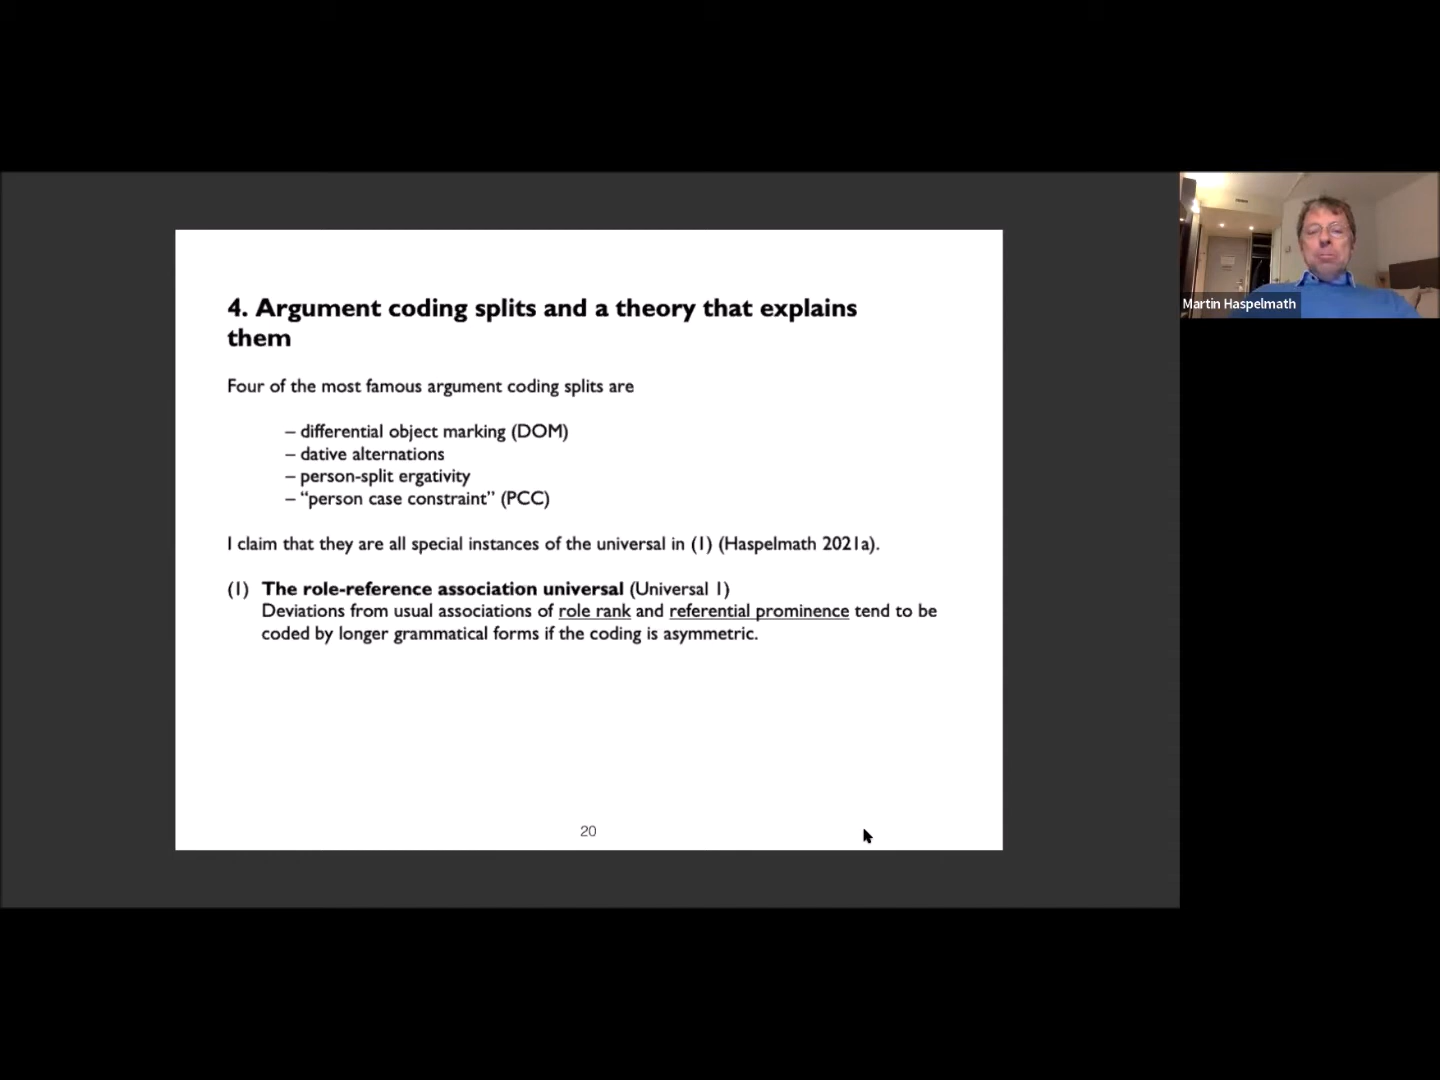 4. Argument coding splits and a theory that explains
them
Four of the most famous argument coding splits are
– differential object marking (DOM)
– dative alternations
– person-split ergativity
– “person case constraint” (PCC)
I claim that they are all special instances of the universal in (1) (Haspelmath 2021a).
(1) The role-reference association universal (Universal 1)
Deviations from usual associations of role rank and referential prominence tend to be
coded by longer grammatical forms if the coding is asymmetric.
20
Martin Haspelmath